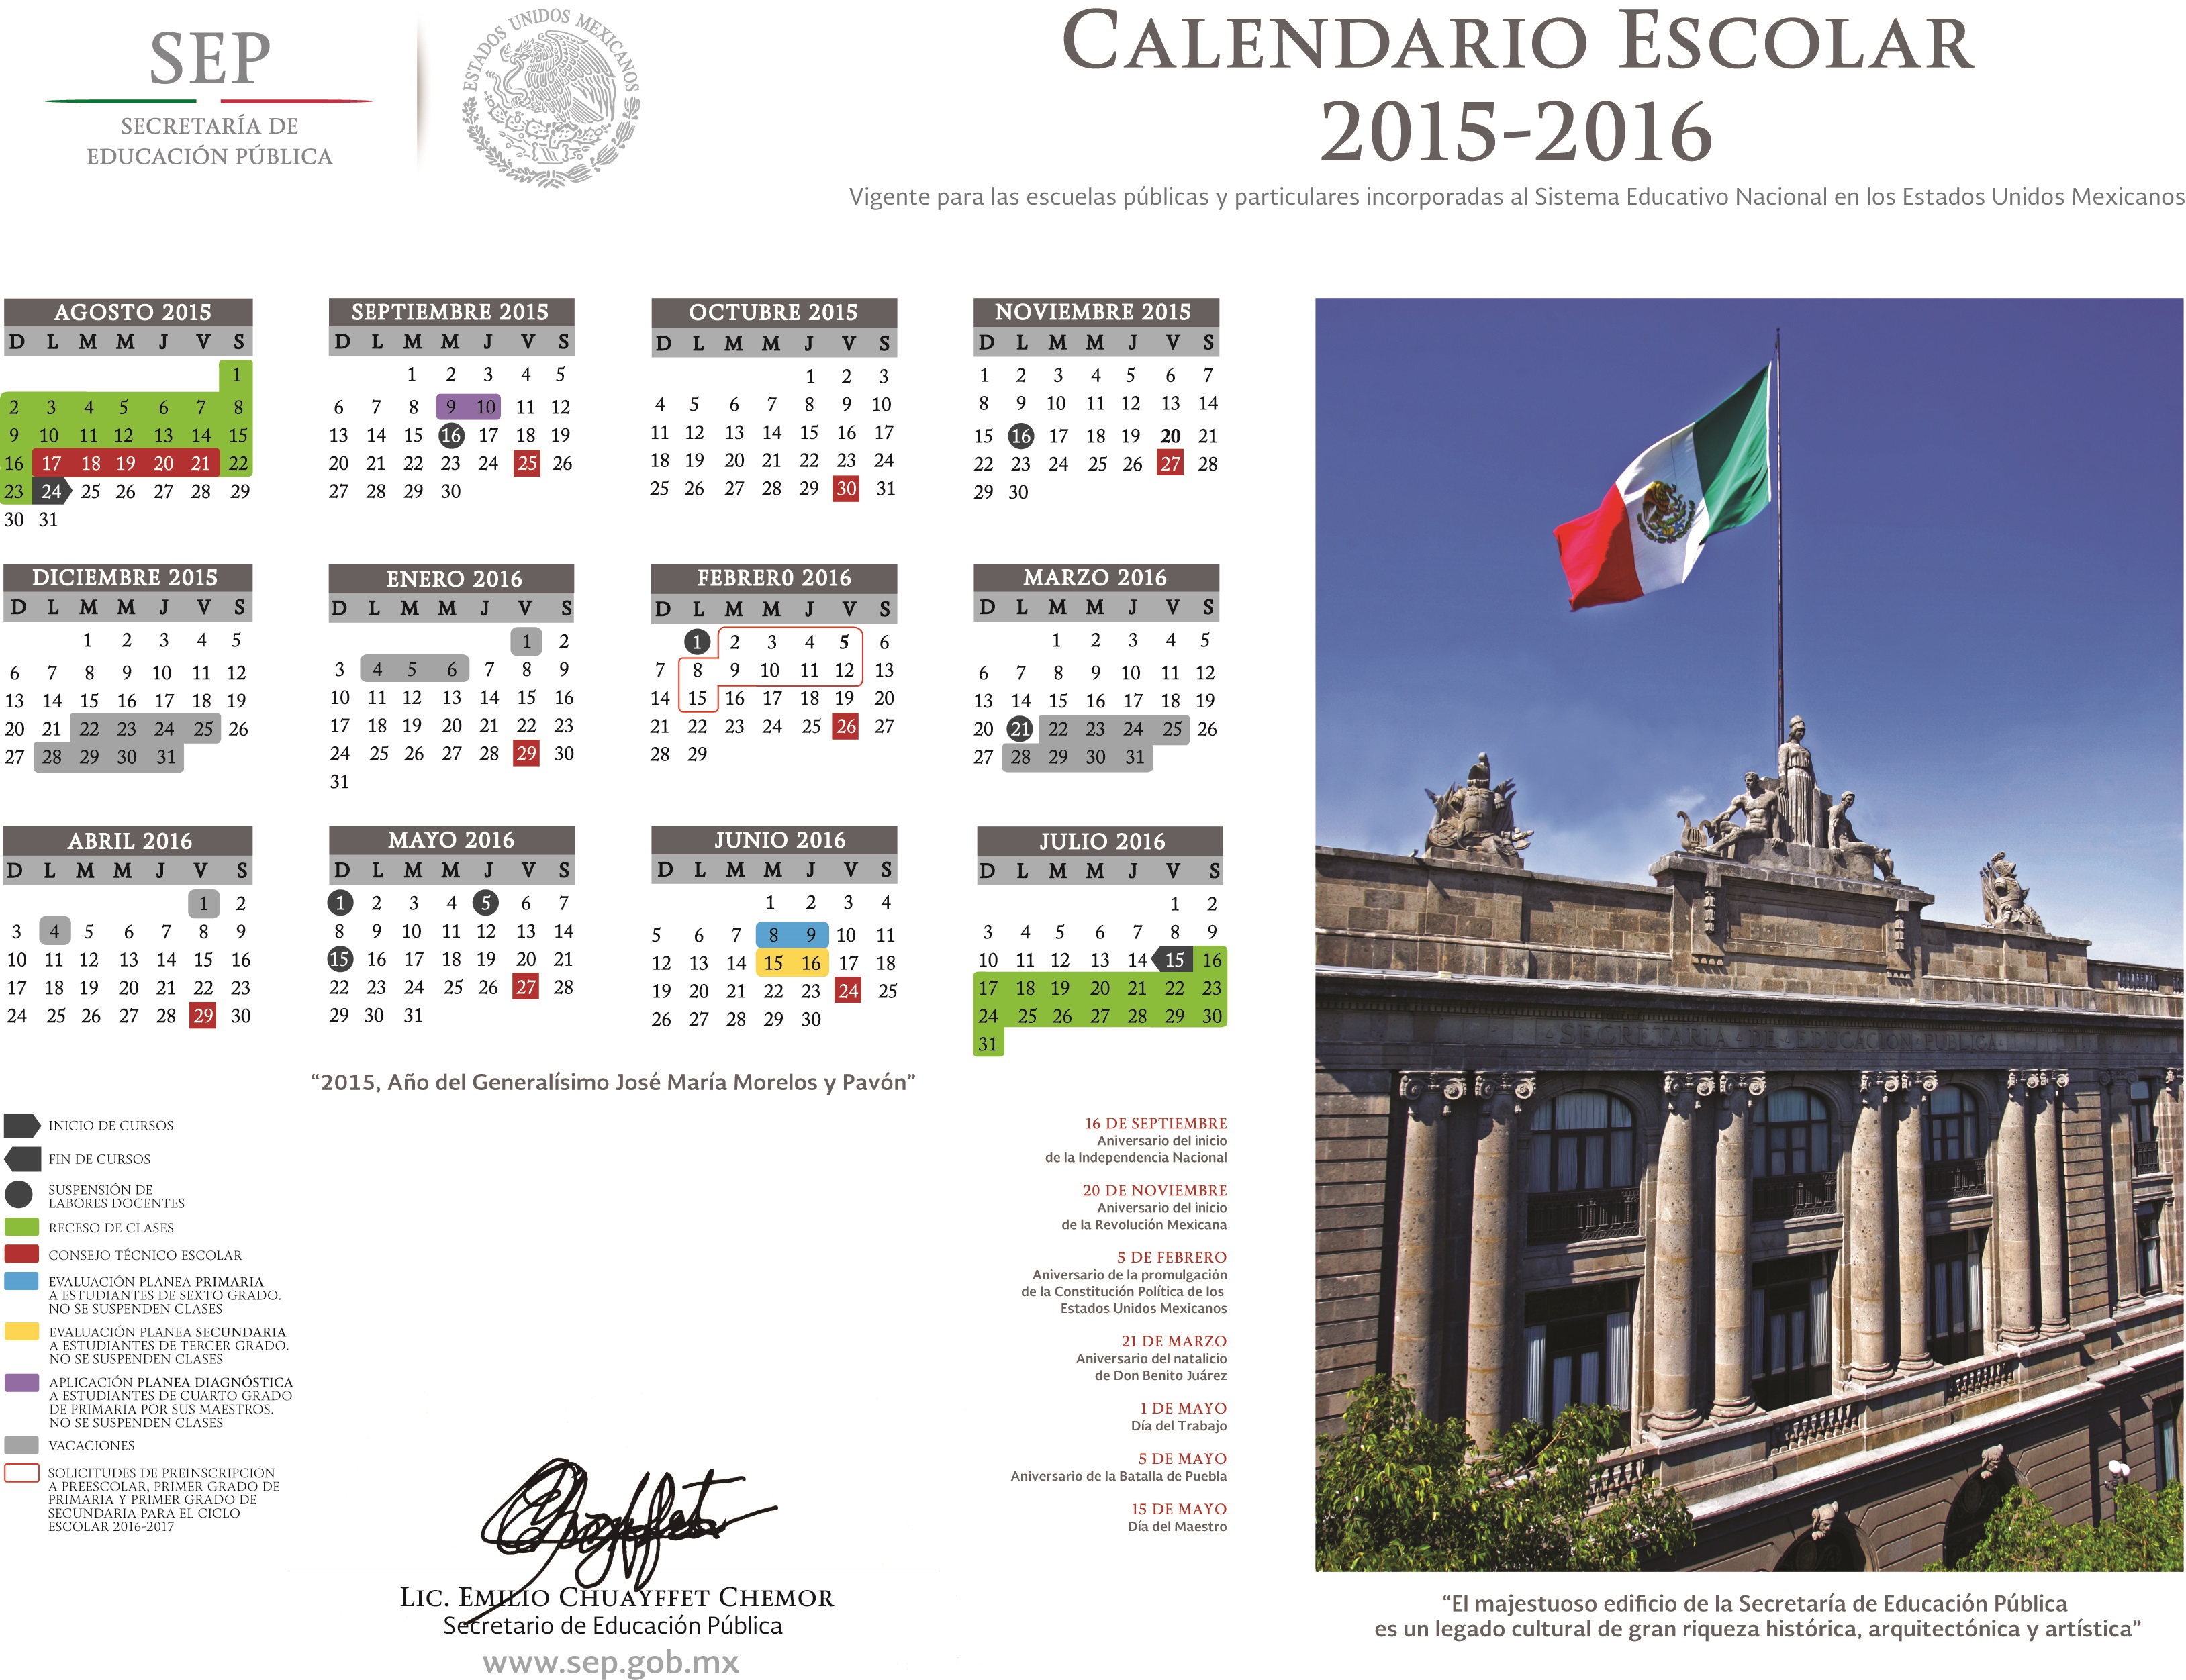 SEP
SECRETARÍA DE
EDUCACIÓN PÚBLICA
ESTADOS UNIDOS MEXICANOS
CALENDARIO ESCOLAR
2015-2016
Vigente para las escuelas públicas y particulares incorporadas al Sistema Educativo Nacional en los Estados Unidos Mexicanos
AGOSTO 2015
D L M M J V S
1
2 3 4 5 6 7 8
9 10 11 12 13 14 15
16 17 18 19 20 21 22
23 24 25 26 27 28 29
30 31
SEPTIEMBRE 2015
D L M M J V S
1 2 3 4 5
6 7 8 9 10 11 12
13 14 15 16 17 18 19
20 21 22 23 24 25 26
27 28 29 30
OCTUBRE 2015
D L M M J V S
1 2 3
4 5 6 7 8 9 10
11 12 13 14 15 16 17
18 19 20 21 22 23 24
25 26 27 28 29 30 31
NOVIEMBRE 2015
D L M M J V S
1 2 3 4 5 6 7
8 9 10 11 12 13 14
15 16 17 18 19 20 21
22 23 24 25 26 27 28
29 30
DICIEMBRE 2015
D L M M J V S
1 2 3 4 5
6 7 8 9 10 11 12
13 14 15 16 17 18 19
20 21 22 23 24 25 26
27 28 29 30 31
ENERO 2016
D L M M J V S
1 2
3 4 5 6 7 8 9
10 11 12 13 14 15 16
17 18 19 20 21 22 23
24 25 26 27 28 29 30
31
FEBRER0 2016
D L M M J V S
1 2 3 4 5 6
7 8 9 10 11 12 13
14 15 16 17 18 19 20
21 22 23 24 25 26 27
28 29
MARZO 2016
D L M M J V S
1 2 3 4 5
6 7 8 9 10 11 12
13 14 15 16 17 18 19
20 21 22 23 24 25 26
27 28 29 30 31
ABRIL 2016
D L M M J V S
1 2
3 4 5 6 7 8 9
10 11 12 13 14 15 16
17 18 19 20 21 22 23
24 25 26 27 28 29 30
MAYO 2016
D L M M J V S
1 2 3 4 5 6 7
8 9 10 11 12 13 14
15 16 17 18 19 20 21
22 23 24 25 26 27 28
29 30 31
JUNIO 2016
D L M M J V S
1 2 3 4
5 6 7 8 9 10 11
12 13 14 15 16 17 18
19 20 21 22 23 24 25
26 27 28 29 30
JULIO 2016
D L M M J V S
1 2
3 4 5 6 7 8 9
10 11 12 13 14 15 16
17 18 19 20 21 22 23
24 25 26 27 28 29 30
31
“2015, Año del Generalísimo José María Morelos y Pavón”
INICIO DE CURSOS
FIN DE CURSOS
SUSPENSIÓN DE
LABORES DOCENTES
RECESO DE CLASES
CONSEJO TÉCNICO ESCOLAR
EVALUACIÓN PLANEA PRIMARIA
A ESTUDIANTES DE SEXTO GRADO.
NO SE SUSPENDEN CLASES
EVALUACIÓN PLANEA SECUNDARIA
A ESTUDIANTES DE TERCER GRADO.
NO SE SUSPENDEN CLASES
APLICACIÓN PLANEA DIAGNÓSTICA
A ESTUDIANTES DE CUARTO GRADO
DE PRIMARIA POR SUS MAESTROS.
NO SE SUSPENDEN CLASES
VACACIONES
SOLICITUDES DE PREINSCRIPCIÓN
A PREESCOLAR, PRIMER GRADO DE
PRIMARIA Y PRIMER GRADO DE
SECUNDARIA PARA EL CICLO
ESCOLAR 2016-2017
16 DE SEPTIEMBRE
Aniversario del inicio
de la Independencia Nacional
20 DE NOVIEMBRE
Aniversario del inicio
de la Revolución Mexicana
5 DE FEBRERO
Aniversario de la promulgación
de la Constitución Política de los
Estados Unidos Mexicanos
21 DE MARZO
Aniversario del natalicio
de Don Benito Juárez
1 DE MAYO
Día del Trabajo
5 DE MAYO
Aniversario de la Batalla de Puebla
15 DE MAYO
Día del Maestro
LIC. EMILIO CHUAYFFET CHEMOR
Secretario de Educación Pública
www.sep.gob.mx
SECRETARIA DE EDUCACION PUBLICA
“El majestuoso edificio de la Secretaría de Educación Pública
es un legado cultural de gran riqueza histórica, arquitectónica y artística”